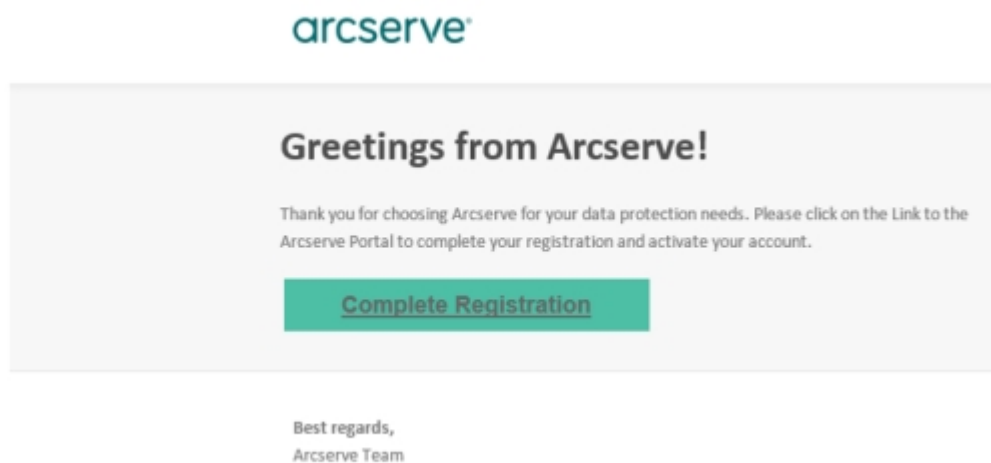 arcserve
Greetings from Arcserve!
Thank you for choosing Arcserve for your data protection needs. Please click on the Link to the
Arcserve Portal to complete your registration and activate your account.
Complete Registration
Best regards,
Arcserve Team